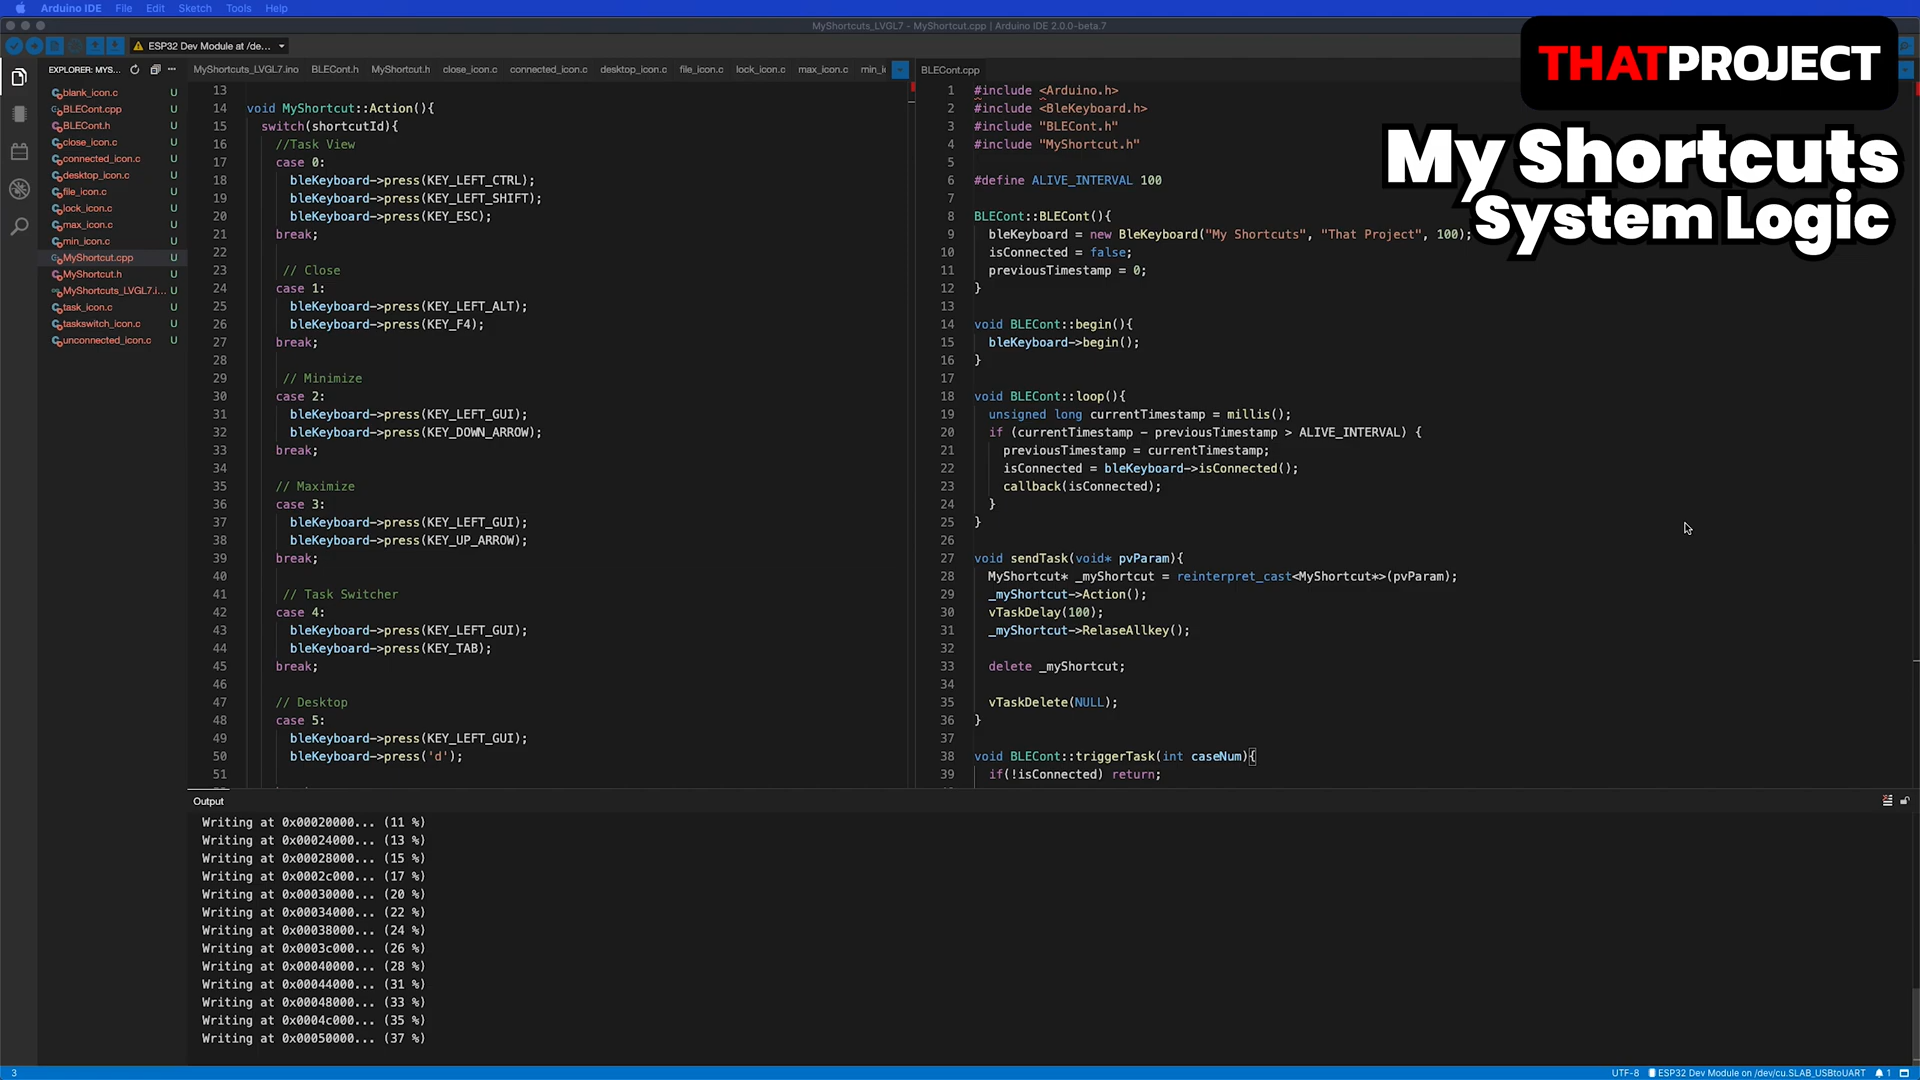 Arduino IDE File Edit Sketch Tools Help
MyShortcuts_LVGL7 - MyShortcut.cpp | Arduino IDE 2.0.0-beta.7
ESP32 Dev Module at /de...
THATPROJECT
My Shortcuts
System Logic
EXPLORER: MYS...
blank_icon.c U
BLECont.cpp U
BLECont.h U
close_icon.c U
connected_icon.c U
desktop_icon.c U
file_icon.c U
lock_icon.c U
max_icon.c U
min_icon.c U
MyShortcut.cpp U
MyShortcut.h U
MyShortcuts_LVGL7.i... U
task_icon.c U
taskswitch_icon.c U
unconnected_icon.c U
MyShortcuts_LVGL7.ino BLECont.h MyShortcut.h close_icon.c connected_icon.c desktop_icon.c file_icon.c lock_icon.c max_icon.c min_i
13
14 void MyShortcut::Action(){
15 switch(shortcutId){
16 //Task View
17 case 0:
18 bleKeyboard->press(KEY_LEFT_CTRL);
19 bleKeyboard->press(KEY_LEFT_SHIFT);
20 bleKeyboard->press(KEY_ESC);
21 break;
22
23 // Close
24 case 1:
25 bleKeyboard->press(KEY_LEFT_ALT);
26 bleKeyboard->press(KEY_F4);
27 break;
28
29 // Minimize
30 case 2:
31 bleKeyboard->press(KEY_LEFT_GUI);
32 bleKeyboard->press(KEY_DOWN_ARROW);
33 break;
34
35 // Maximize
36 case 3:
37 bleKeyboard->press(KEY_LEFT_GUI);
38 bleKeyboard->press(KEY_UP_ARROW);
39 break;
40
41 // Task Switcher
42 case 4:
43 bleKeyboard->press(KEY_LEFT_GUI);
44 bleKeyboard->press(KEY_TAB);
45 break;
46
47 // Desktop
48 case 5:
49 bleKeyboard->press(KEY_LEFT_GUI);
50 bleKeyboard->press('d');
51
BLECont.cpp
1 #include <Arduino.h>
2 #include <BleKeyboard.h>
3 #include "BLECont.h"
4 #include "MyShortcut.h"
5
6 #define ALIVE_INTERVAL 100
7
8 BLECont::BLECont(){
9 bleKeyboard = new BleKeyboard("My Shortcuts", "That Project", 100);
10 isConnected = false;
11 previousTimestamp = 0;
12 }
13
14 void BLECont::begin(){
15 bleKeyboard->begin();
16 }
17
18 void BLECont::loop(){
19 unsigned long currentTimestamp = millis();
20 if (currentTimestamp - previousTimestamp > ALIVE_INTERVAL) {
21 previousTimestamp = currentTimestamp;
22 isConnected = bleKeyboard->isConnected();
23 callback(isConnected);
24 }
25 }
26
27 void sendTask(void* pvParam){
28 MyShortcut* _myShortcut = reinterpret_cast<MyShortcut*>(pvParam);
29 _myShortcut->Action();
30 vTaskDelay(100);
31 _myShortcut->RelaseAllkey();
32
33 delete _myShortcut;
34
35 vTaskDelete(NULL);
36 }
37
38 void BLECont::triggerTask(int caseNum){
39 if(!isConnected) return;
Output
Writing at 0x00020000... (11 %)
Writing at 0x00024000... (13 %)
Writing at 0x00028000... (15 %)
Writing at 0x0002c000... (17 %)
Writing at 0x00030000... (20 %)
Writing at 0x00034000... (22 %)
Writing at 0x00038000... (24 %)
Writing at 0x0003c000... (26 %)
Writing at 0x00040000... (28 %)
Writing at 0x00044000... (31 %)
Writing at 0x00048000... (33 %)
Writing at 0x0004c000... (35 %)
Writing at 0x00050000... (37 %)
3 UTF-8 ESP32 Dev Module on /dev/cu.SLAB_USBtoUART 1